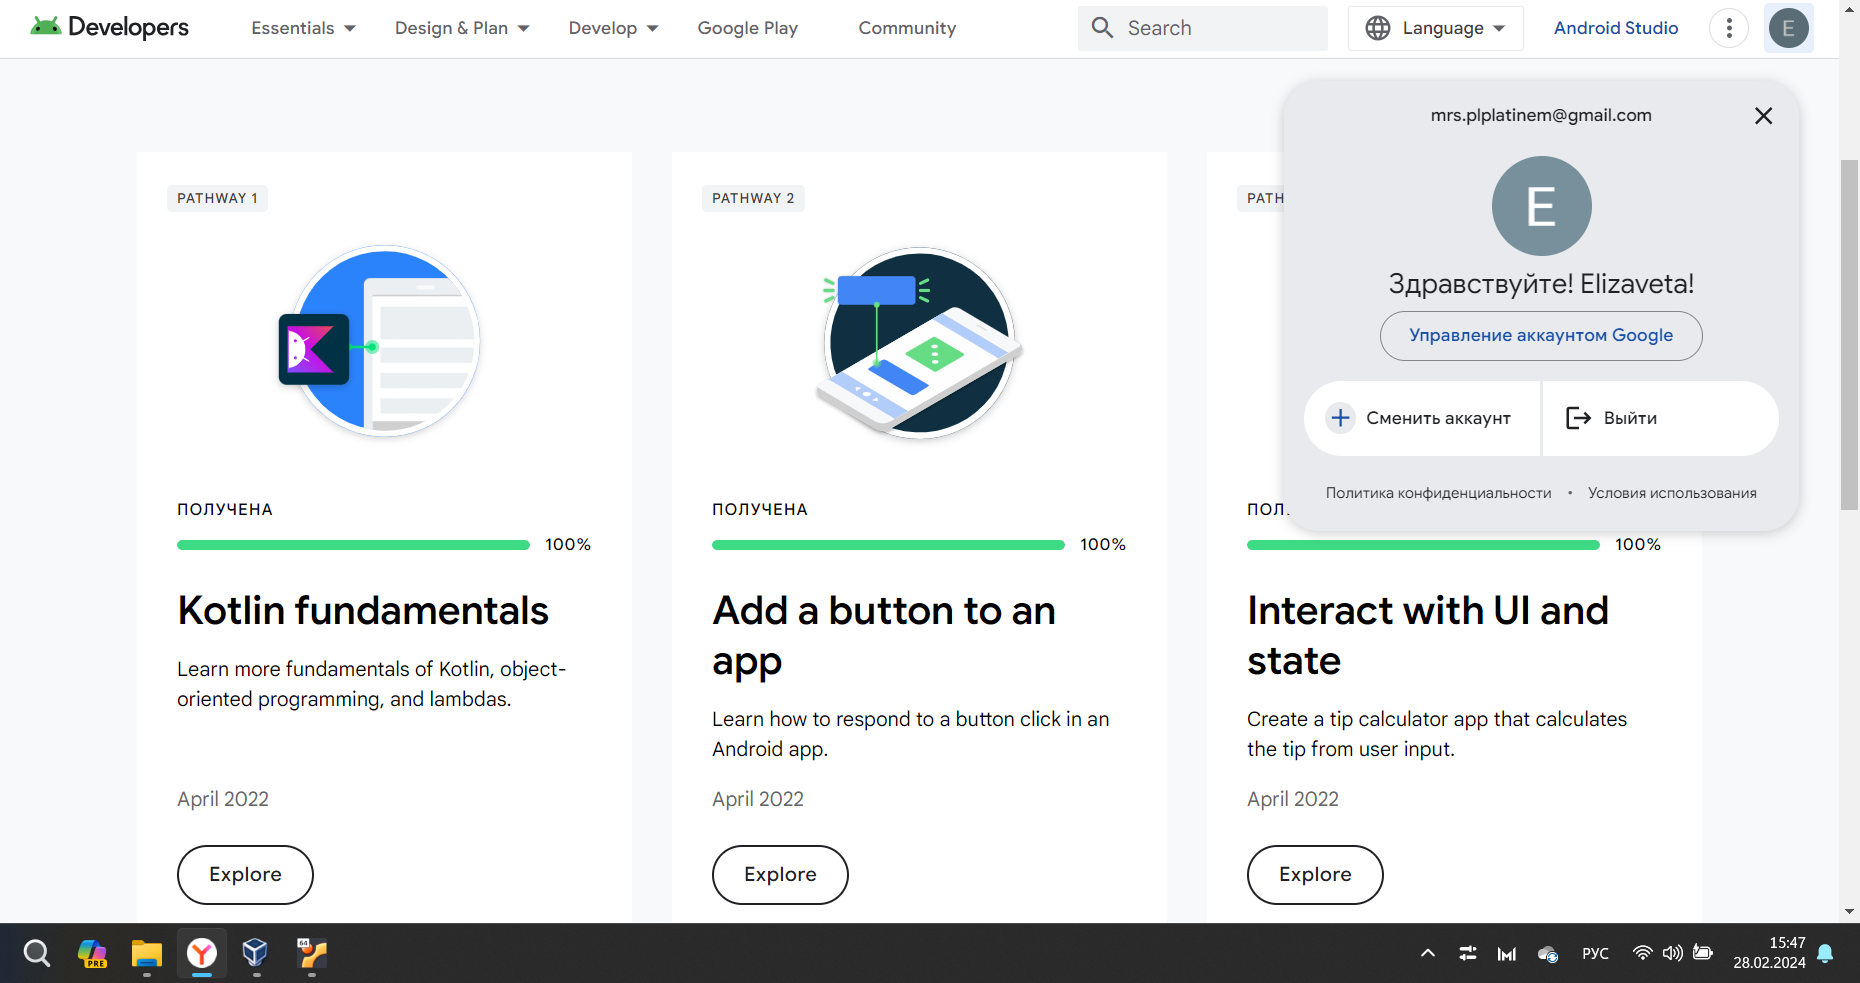 Developers
Essentials
Design & Plan
Develop
Google Play
Community
Search
Language
Android Studio
E
mrs.plplatinem@gmail.com
E
Здравствуйте! Elizaveta!
Управление аккаунтом Google
Сменить аккаунт
Выйти
Политика конфиденциальности • Условия использования
PATHWAY 1
ПОЛУЧЕНА
100%
Kotlin fundamentals
Learn more fundamentals of Kotlin, object-
oriented programming, and lambdas.
April 2022
Explore
PATHWAY 2
ПОЛУЧЕНА
100%
Add a button to an
app
Learn how to respond to a button click in an
Android app.
April 2022
Explore
PATH
ПОЛ
100%
Interact with UI and
state
Create a tip calculator app that calculates
the tip from user input.
April 2022
Explore
PRE
64
РУС
15:47
28.02.2024